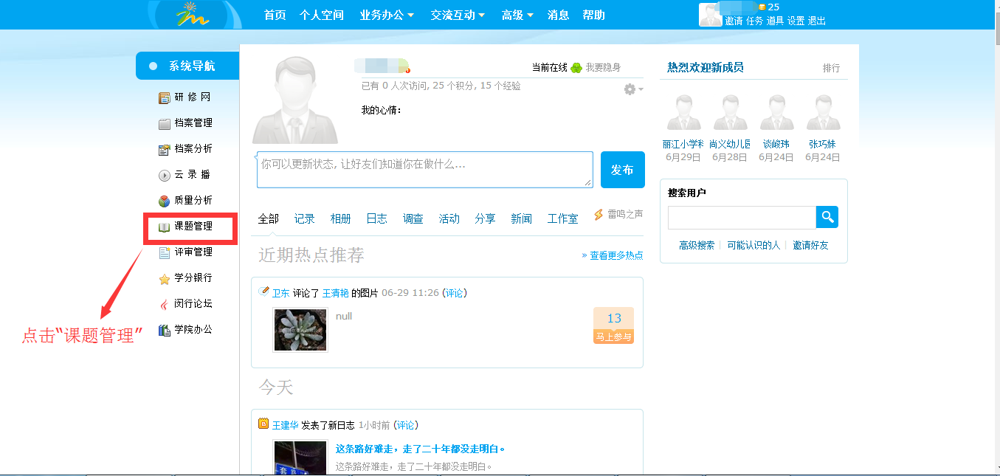 首页 个人空间 业务办公 交流互动 高级 消息 帮助
25
邀请 任务 道具 设置 退出
系统导航
研 修 网
档案管理
档案分析
云 录 播
质量分析
课题管理
评审管理
学分银行
闵行论坛
学院办公
点击“课题管理”
当前在线 我要隐身
已有 0 人次访问, 25 个积分, 15 个经验
我的心情:
你可以更新状态, 让好友们知道你在做什么...
发布
全部 记录 相册 日志 调查 活动 分享 新闻 工作室 雷鸣之声
近期热点推荐
» 查看更多热点
卫东 评论了 王清艳 的图片 06-29 11:26 (评论)
null
13
马上参与
今天
王建华 发表了新日志 1小时前 (评论)
这条路好难走，走了二十年都没走明白。
这条路好难走，走了二十年都没走明白。
套 路
热烈欢迎新成员 排行
丽江小学科 尚义幼儿园 谈峻玮 张巧妹
6月29日 6月28日 6月24日 6月24日
搜索用户
高级搜索 可能认识的人 邀请好友